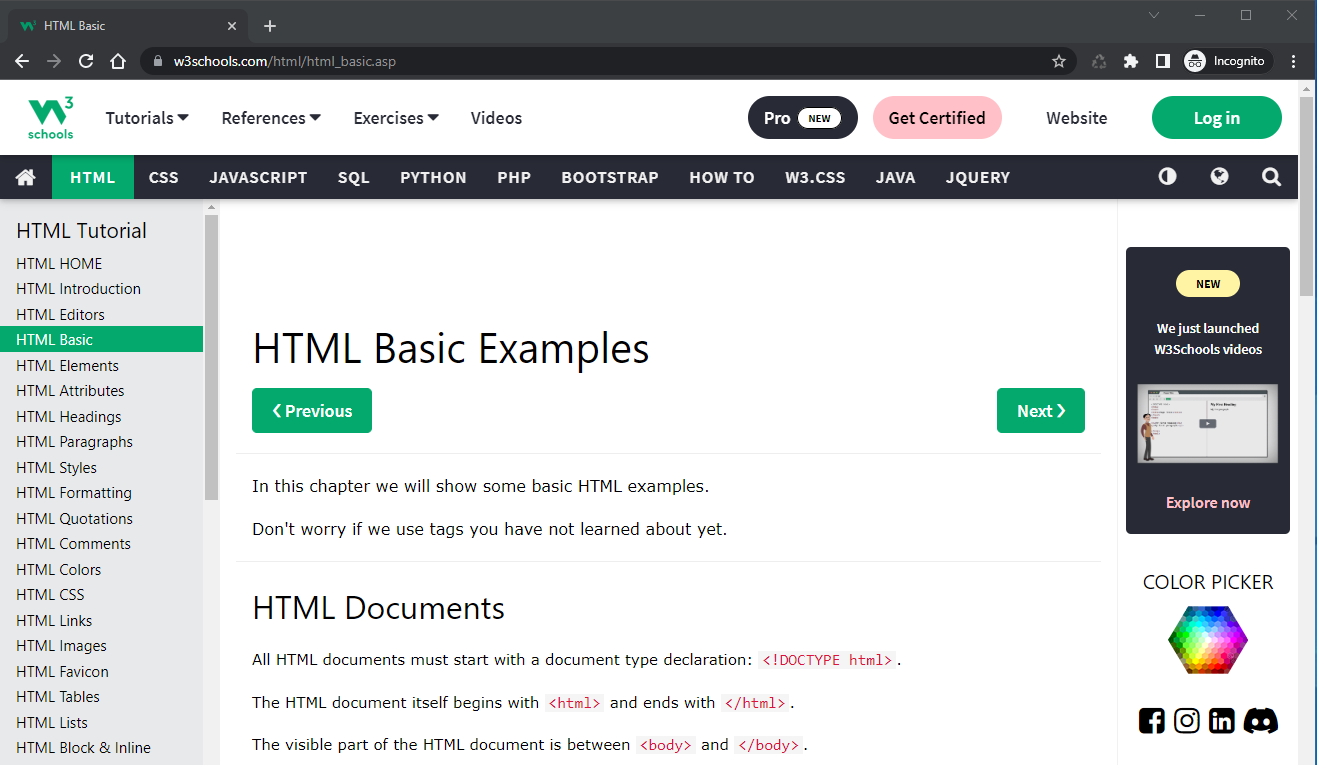 HTML Basic
w3schools.com/html/html_basic.asp
Incognito
3
schools
Tutorials References Exercises Videos
Pro NEW Get Certified Website Log in
HTML CSS JAVASCRIPT SQL PYTHON PHP BOOTSTRAP HOW TO W3.CSS JAVA JQUERY
HTML Tutorial
HTML HOME
HTML Introduction
HTML Editors
HTML Basic
HTML Elements
HTML Attributes
HTML Headings
HTML Paragraphs
HTML Styles
HTML Formatting
HTML Quotations
HTML Comments
HTML Colors
HTML CSS
HTML Links
HTML Images
HTML Favicon
HTML Tables
HTML Lists
HTML Block & Inline
HTML Basic Examples
❮ Previous
Next ❯
In this chapter we will show some basic HTML examples.
Don't worry if we use tags you have not learned about yet.
HTML Documents
All HTML documents must start with a document type declaration: <!DOCTYPE html>.
The HTML document itself begins with <html> and ends with </html>.
The visible part of the HTML document is between <body> and </body>.
NEW
We just launched
W3Schools videos
Explore now
COLOR PICKER